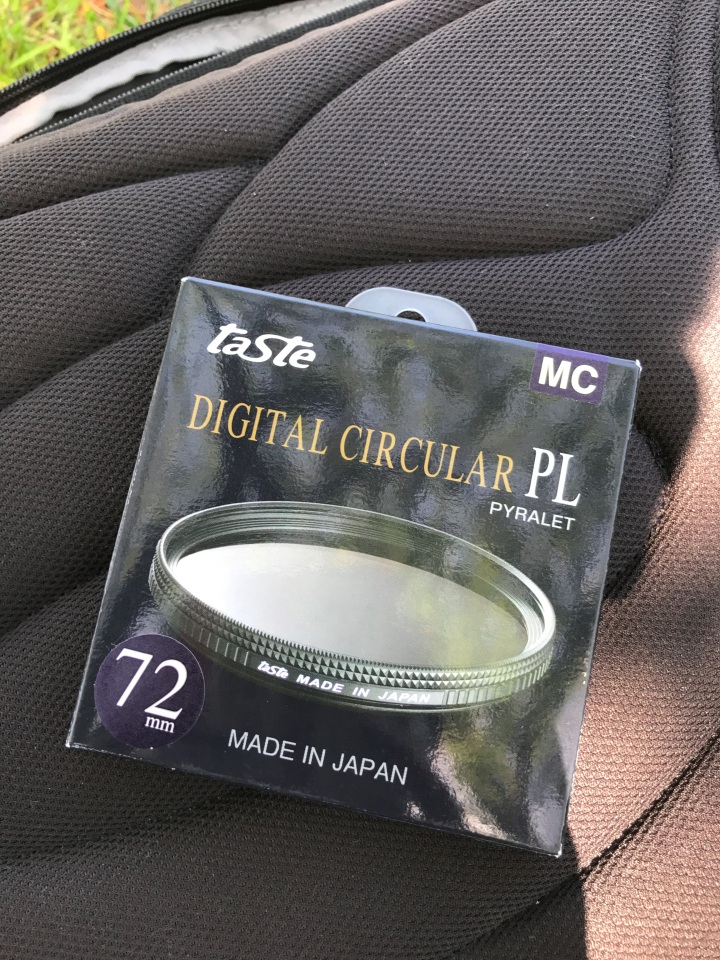 taste
MC
DIGITAL CIRCULAR PL
PYRALET
taste MADE IN JAPAN
72
mm
MADE IN JAPAN